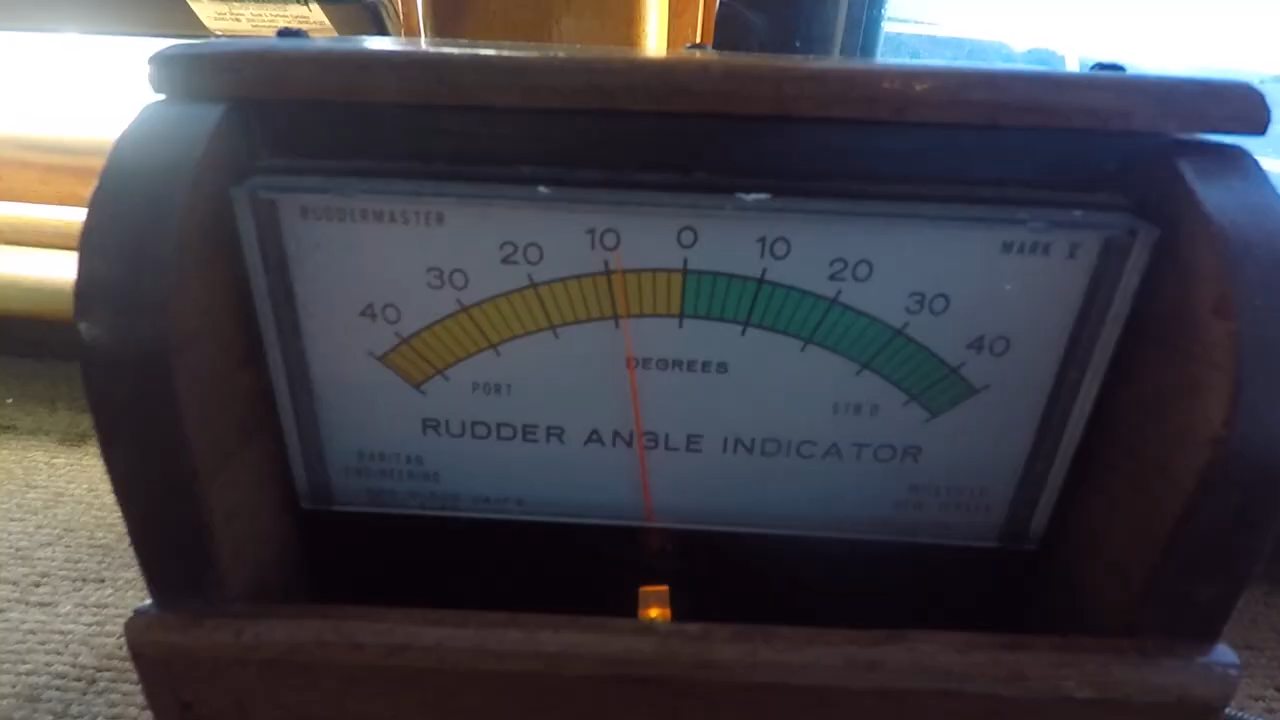 RUDDERMASTER
MARK V
40 30 20 10 0 10 20 30 40
DEGREES
PORT STB'D
RUDDER ANGLE INDICATOR
RARITAN
ENGINEERING